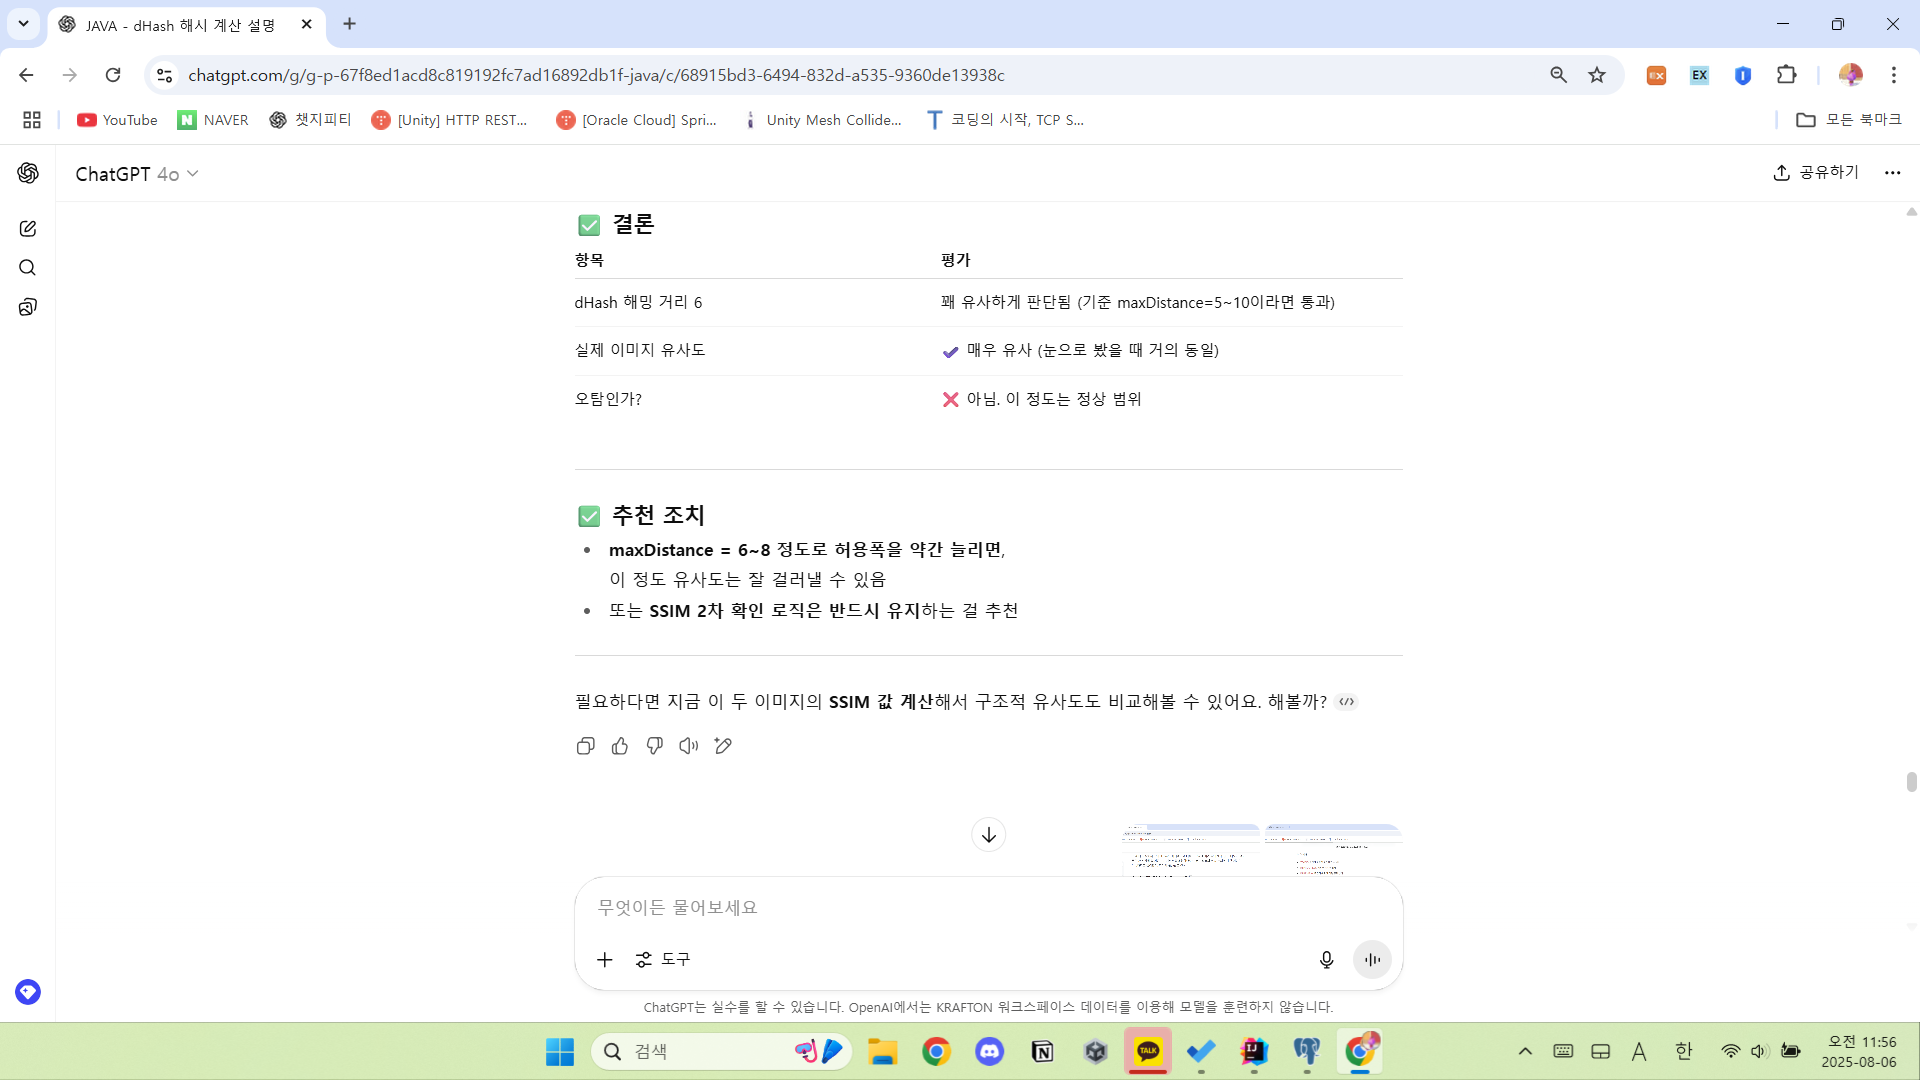 JAVA - dHash 해시 계산 설명
chatgpt.com/g/g-p-67f8ed1acd8c819192fc7ad16892db1f-java/c/68915bd3-6494-832d-a535-9360de13938c
EX
YouTube
NAVER
챗지피티
[Unity] HTTP REST...
[Oracle Cloud] Spri...
Unity Mesh Collide...
코딩의 시작, TCP S...
모든 북마크
ChatGPT 4o
공유하기
결론
항목 평가
dHash 해밍 거리 6 꽤 유사하게 판단됨 (기준 maxDistance=5~10이라면 통과)
실제 이미지 유사도 매우 유사 (눈으로 봤을 때 거의 동일)
오탐인가? 아님. 이 정도는 정상 범위
추천 조치
maxDistance = 6~8 정도로 허용폭을 약간 늘리면,
이 정도 유사도는 잘 걸러낼 수 있음
또는 SSIM 2차 확인 로직은 반드시 유지하는 걸 추천
필요하다면 지금 이 두 이미지의 SSIM 값 계산해서 구조적 유사도도 비교해볼 수 있어요. 해볼까?
무엇이든 물어보세요
도구
ChatGPT는 실수를 할 수 있습니다. OpenAI에서는 KRAFTON 워크스페이스 데이터를 이용해 모델을 훈련하지 않습니다.
검색
TALK
A
한
오전 11:56
2025-08-06